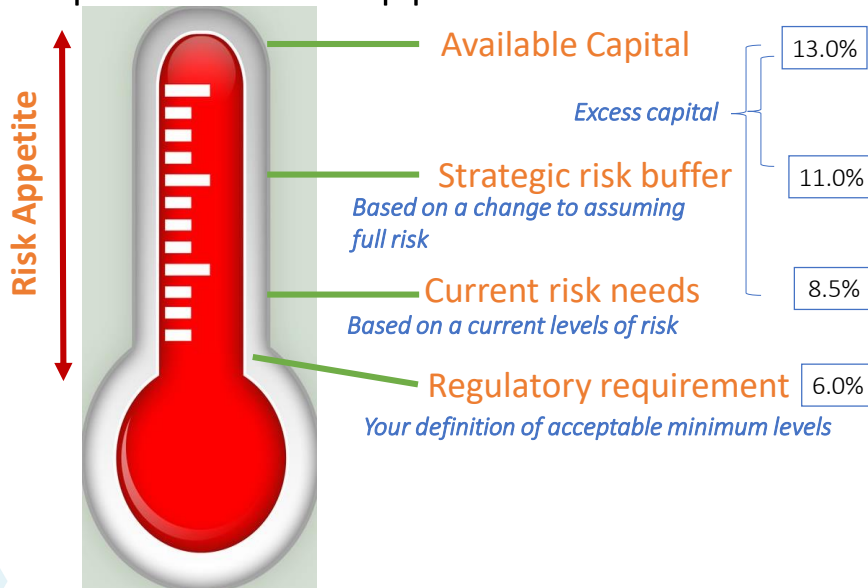 Risk Appetite
Available Capital
13.0%
Excess capital
Strategic risk buffer
11.0%
Based on a change to assuming
full risk
Current risk needs
8.5%
Based on a current levels of risk
Regulatory requirement
6.0%
Your definition of acceptable minimum levels